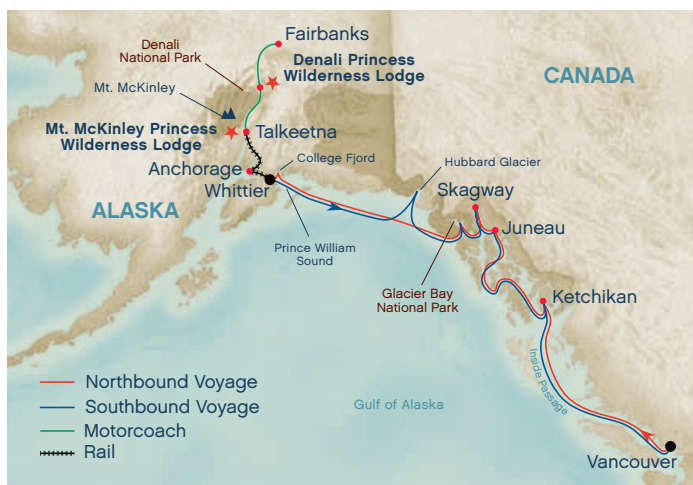 Fairbanks
Denali
National Park
Denali Princess
Wilderness Lodge
CANADA
Mt. McKinley
Mt. McKinley Princess
Wilderness Lodge
Talkeetna
College Fjord
Anchorage
Hubbard Glacier
Whittier
Skagway
ALASKA
Juneau
Prince William
Sound
Glacier Bay
National Park
Ketchikan
Inside Passage
Northbound Voyage
Southbound Voyage
Gulf of Alaska
Motorcoach
Rail
Vancouver